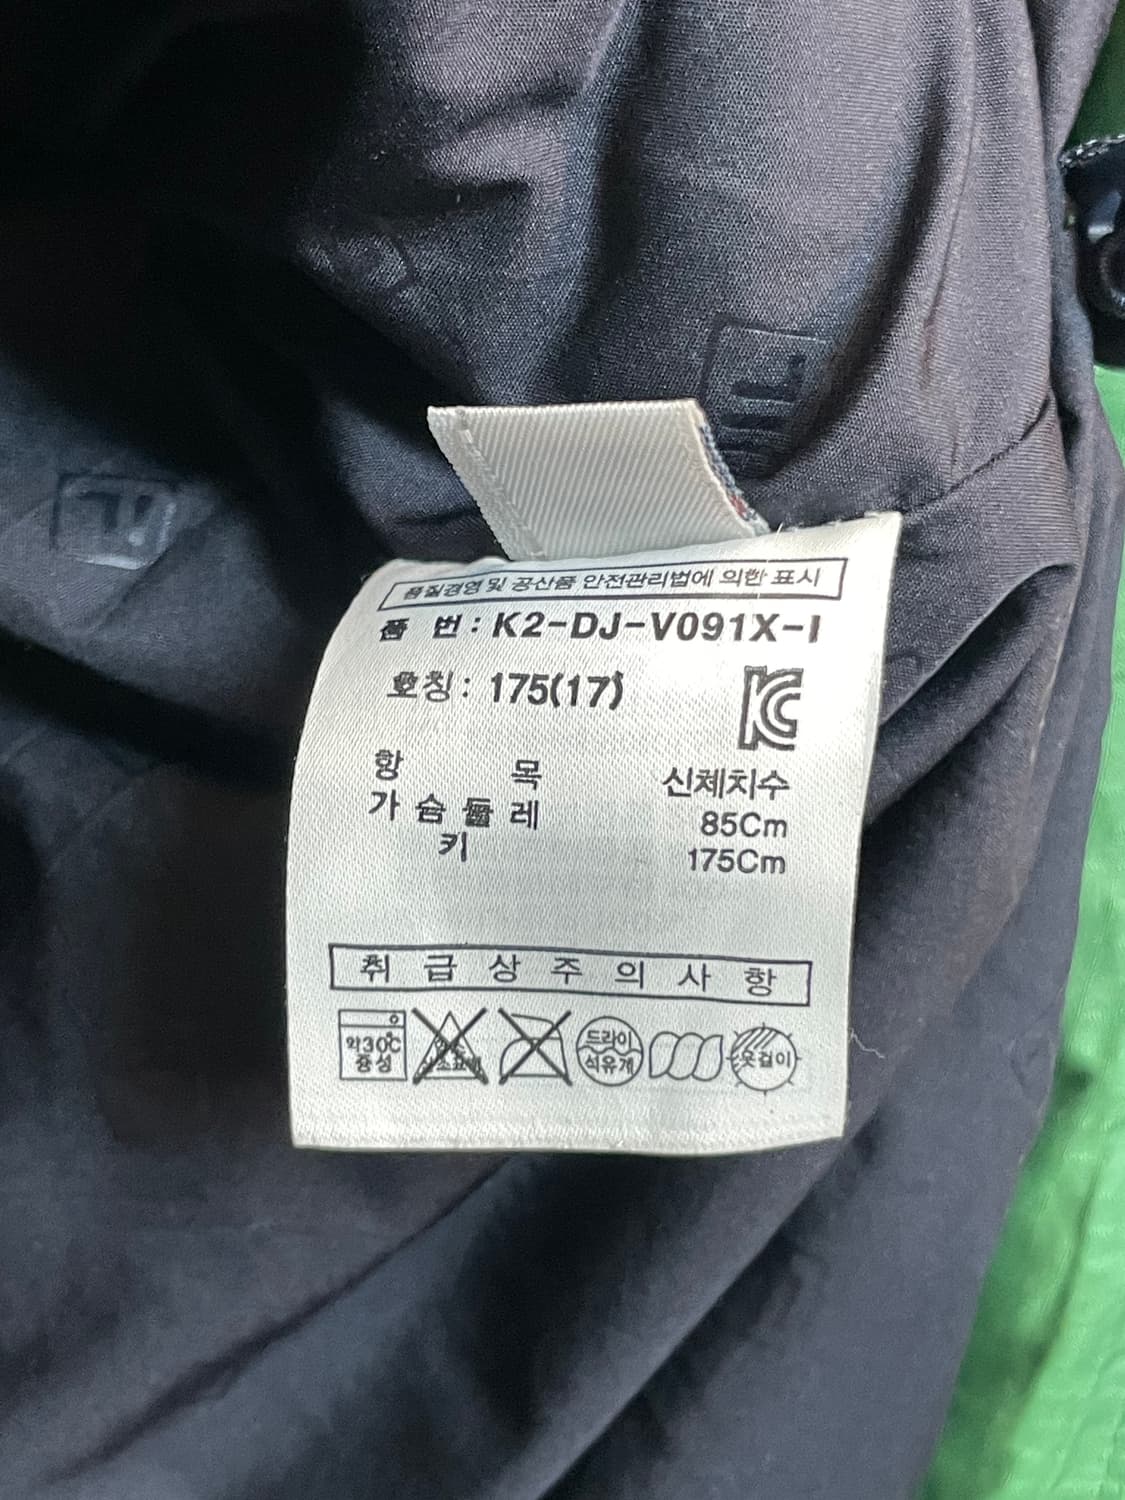 품질경영 및 공산품 안전관리법에 의한 표시
품 번 : K2-DJ-V091X-I
호칭 : 175(17)
KC
항 목 신체치수
가 슴 둘 레 85Cm
키 175Cm
취 급 상 주 의 사 항
약30℃
중성
드라이
석유계
옷걸이